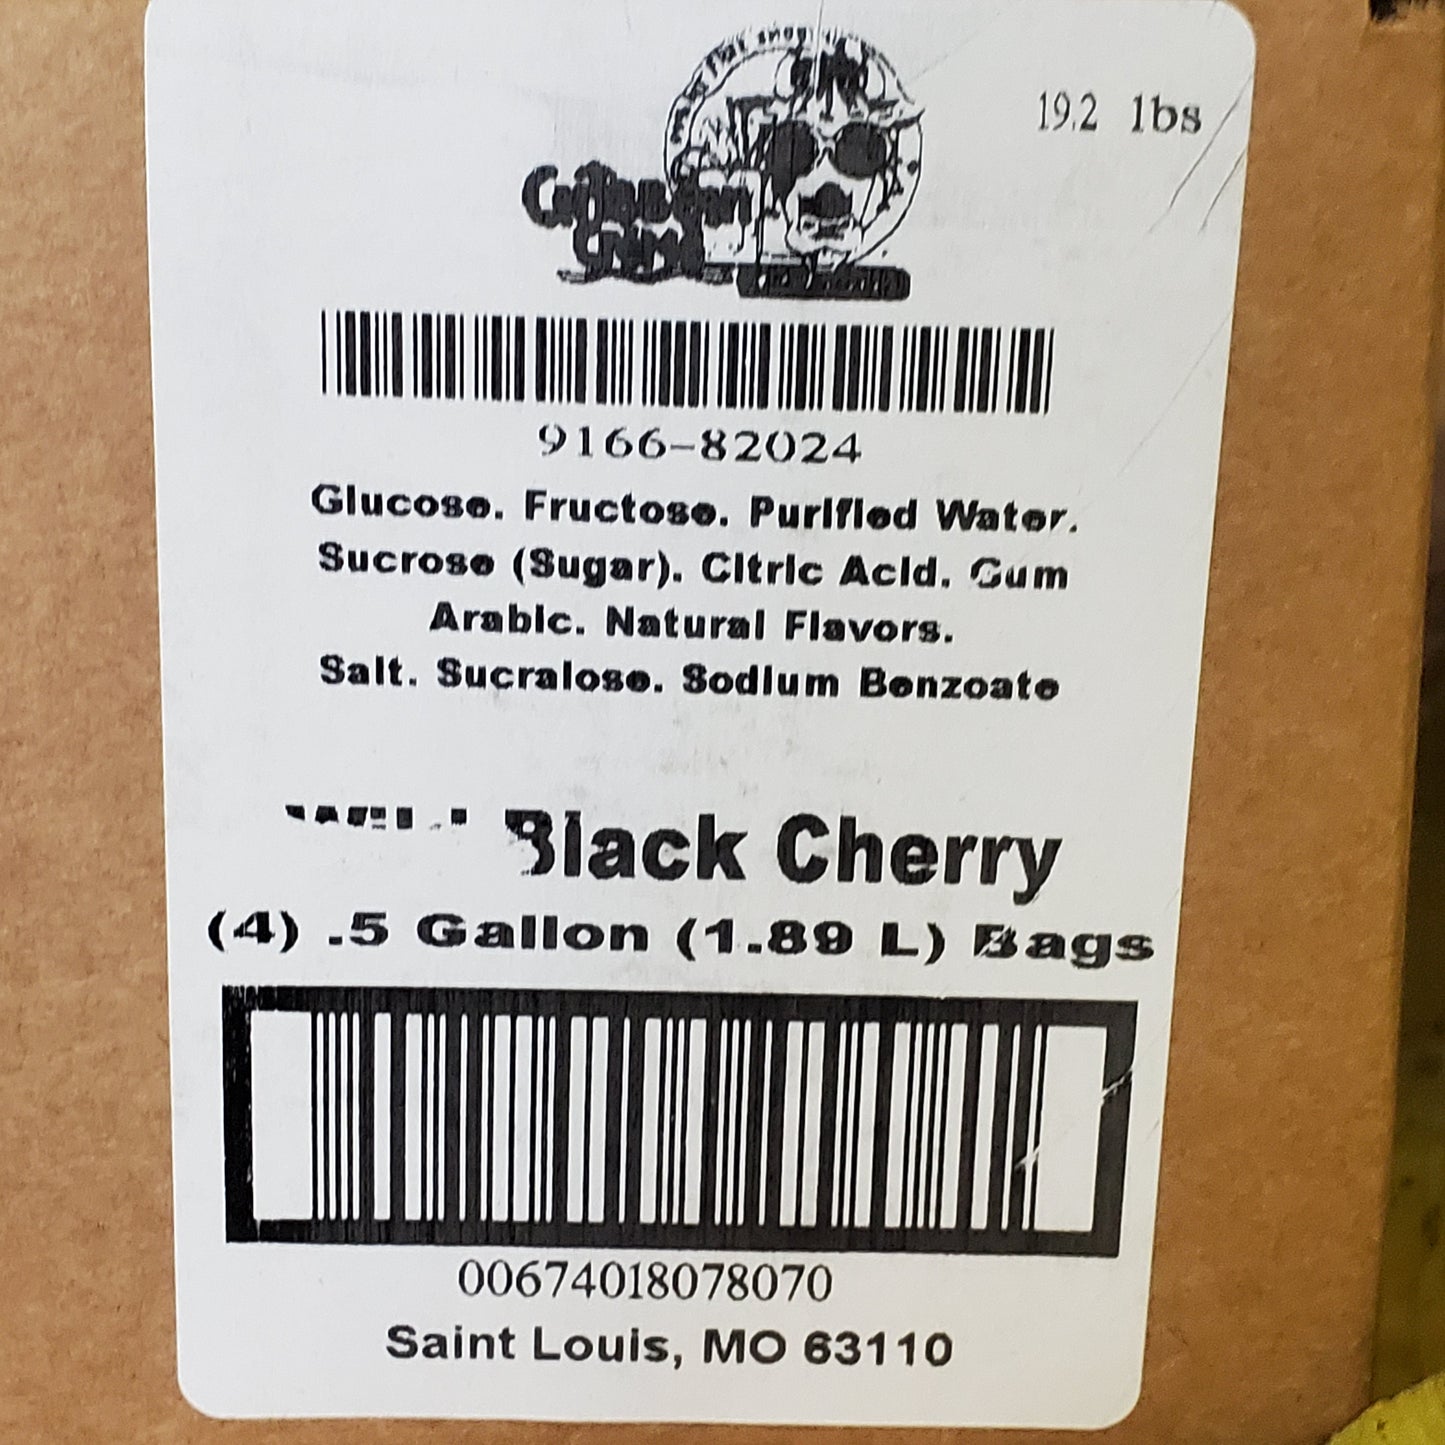 19.2 lbs
9166-82024
Glucose. Fructose. Purified Water.
Sucrose (Sugar). Citric Acid. Gum
Arabic. Natural Flavors.
Salt. Sucralose. Sodium Benzoate
Black Cherry
(4) .5 Gallon (1.89 L) Bags
00674018078070
Saint Louis, MO 63110